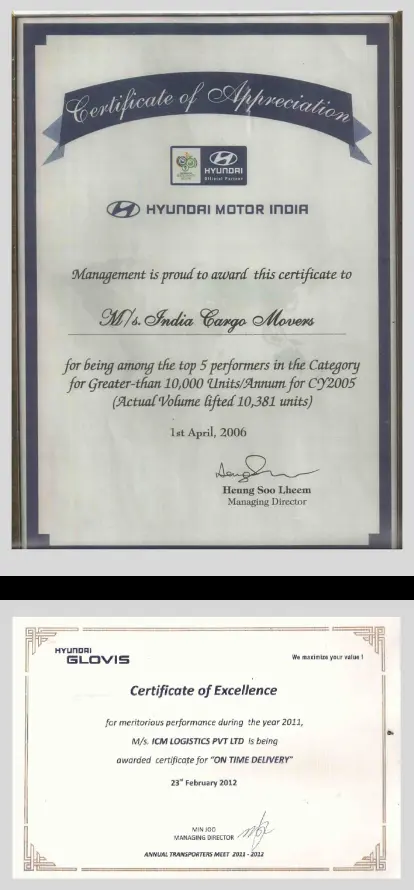 Certificate of Appreciation
HYUNDAI
Official Partner
HYUNDAI MOTOR INDIA
Management is proud to award this certificate to
M/s. India Cargo Movers
for being among the top 5 performers in the Category
for Greater-than 10,000 Units/Annum for CY2005
(Actual Volume lifted 10,381 units)
1st April, 2006
Heung Soo Lheem
Managing Director
HYUNDAI
GLOVIS
We maximize your value !
Certificate of Excellence
for meritorious performance during the year 2011,
M/s. ICM LOGISTICS PVT LTD is being
awarded certificate for "ON TIME DELIVERY"
23rd February 2012
MIN JOO
MANAGING DIRECTOR
ANNUAL TRANSPORTERS MEET 2011 - 2012